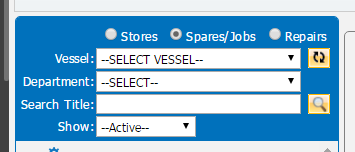 Stores Spares/Jobs Repairs
Vessel: --SELECT VESSEL--
Department: --SELECT--
Search Title:
Show: --Active--